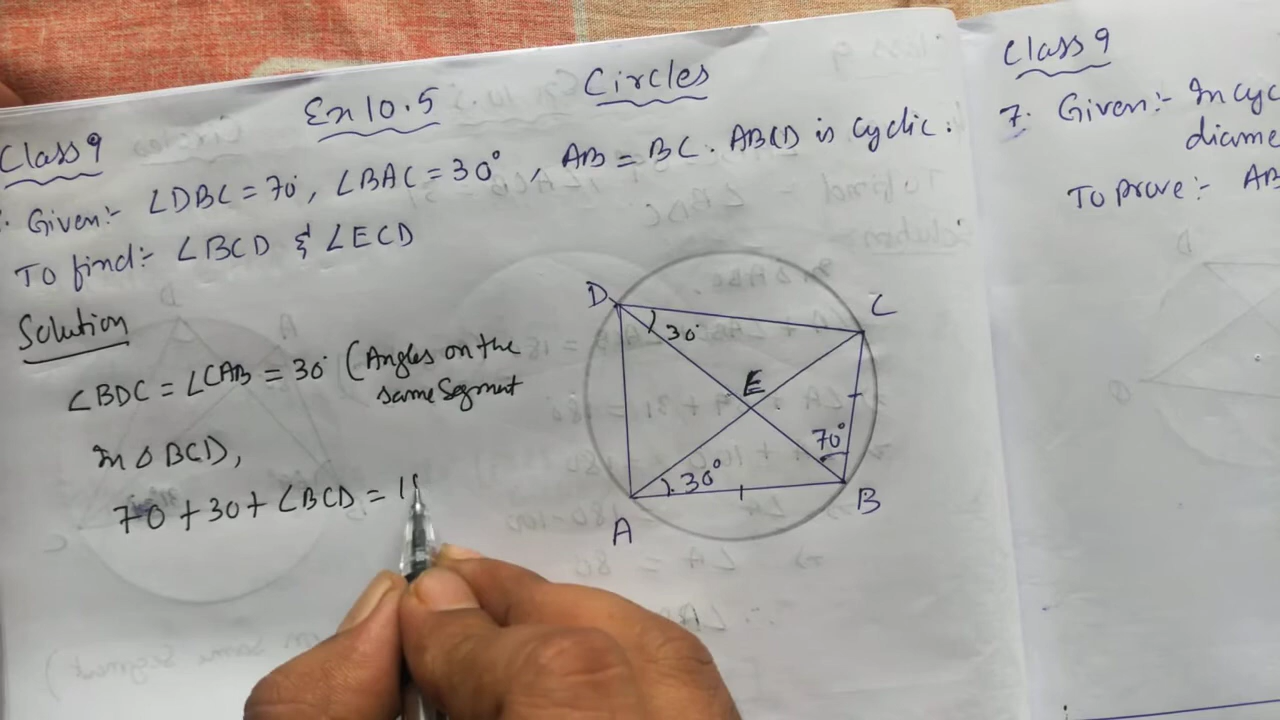 Class 9
Ex 10.5
Circles
Given:- ∠DBC = 70°, ∠BAC = 30°, AB = BC. ABCD is cyclic.
To find:- ∠BCD & ∠ECD
Solution
∠BDC = ∠CAB = 30° (Angles on the
same Segment
In △ BCD,
70 + 30 + ∠BCD = 18
D
C
30°
E
70°
30°
A
B
Class 9
7. Given:- In cyc
diame
To prove:- AB